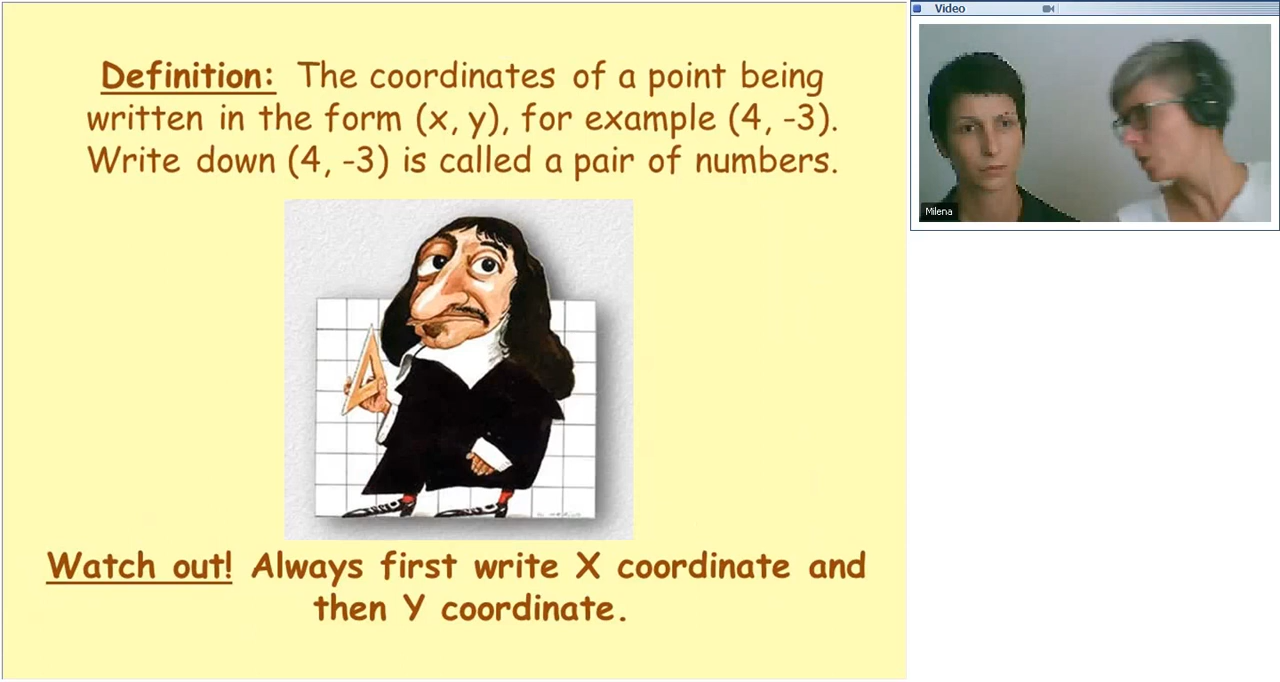 Definition: The coordinates of a point being
written in the form (x, y), for example (4, -3).
Write down (4, -3) is called a pair of numbers.
Watch out! Always first write X coordinate and
then Y coordinate.
Video
Milena